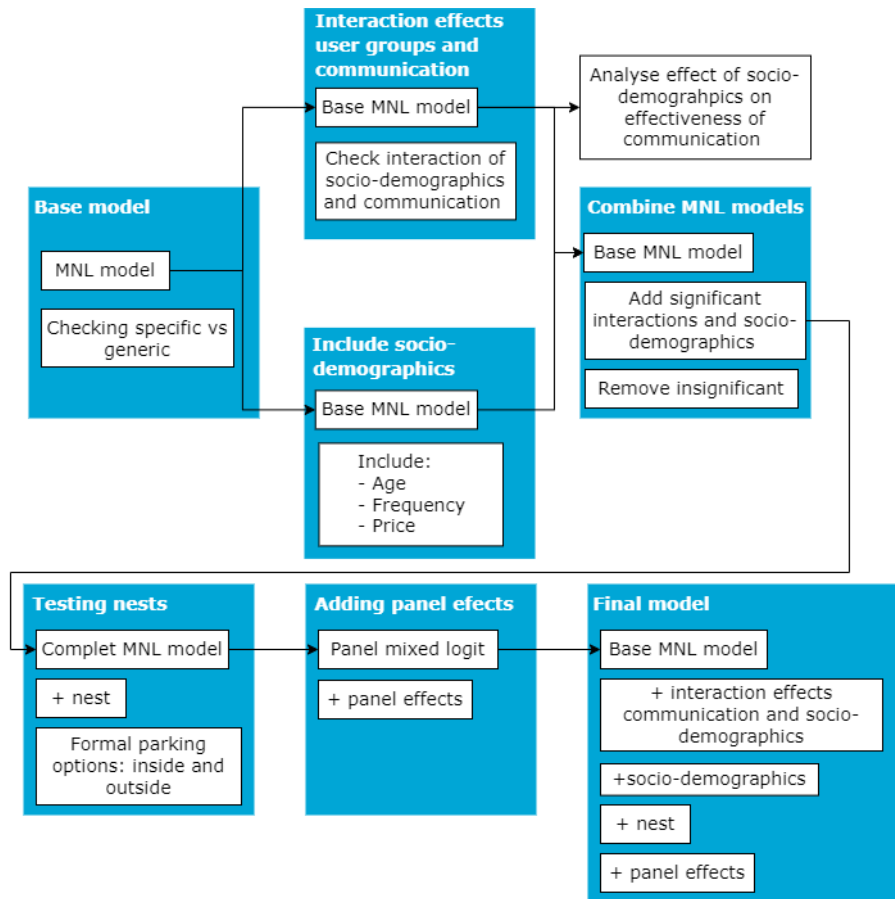 Interaction effects
user groups and
communication
Base MNL model
Check interaction of
socio-demographics
and communication
Analyse effect of socio-
demograhpics on
effectiveness of
communication
Base model
MNL model
Checking specific vs
generic
Include socio-
demographics
Base MNL model
Include:
- Age
- Frequency
- Price
Combine MNL models
Base MNL model
Add significant
interactions and socio-
demographics
Remove insignificant
Testing nests
Complet MNL model
+ nest
Formal parking
options: inside and
outside
Adding panel efects
Panel mixed logit
+ panel effects
Final model
Base MNL model
+ interaction effects
communication and socio-
demographics
+socio-demographics
+ nest
+ panel effects